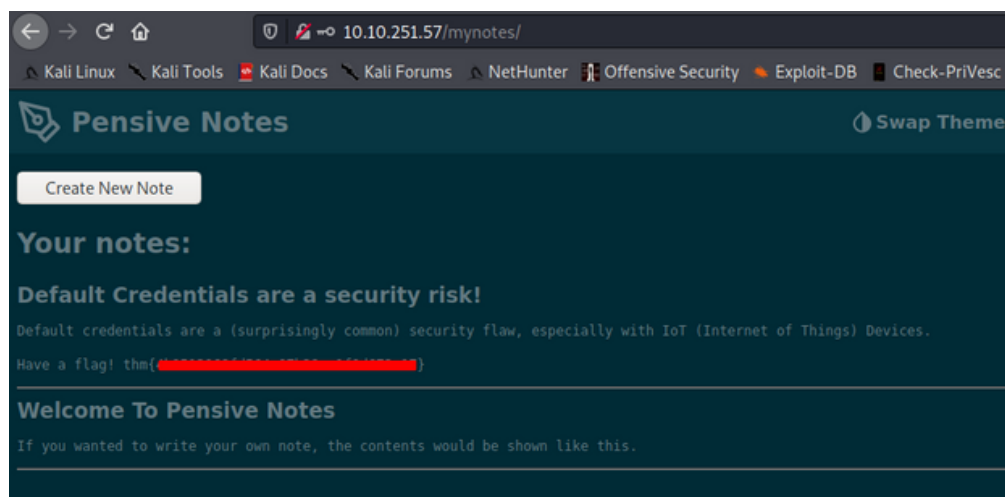 10.10.251.57/mynotes/
Kali Linux Kali Tools Kali Docs Kali Forums NetHunter Offensive Security Exploit-DB Check-PriVesc
Pensive Notes Swap Theme
Create New Note
Your notes:
Default Credentials are a security risk!
Default credentials are a (surprisingly common) security flaw, especially with IoT (Internet of Things) Devices.
Have a flag! thm{ }
Welcome To Pensive Notes
If you wanted to write your own note, the contents would be shown like this.